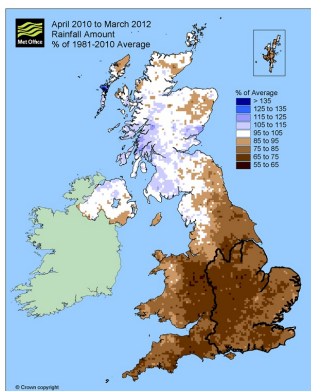 Met Office
April 2010 to March 2012
Rainfall Amount
% of 1981-2010 Average
% of Average
> 135
125 to 135
115 to 125
105 to 115
95 to 105
85 to 95
75 to 85
65 to 75
55 to 65
© Crown copyright